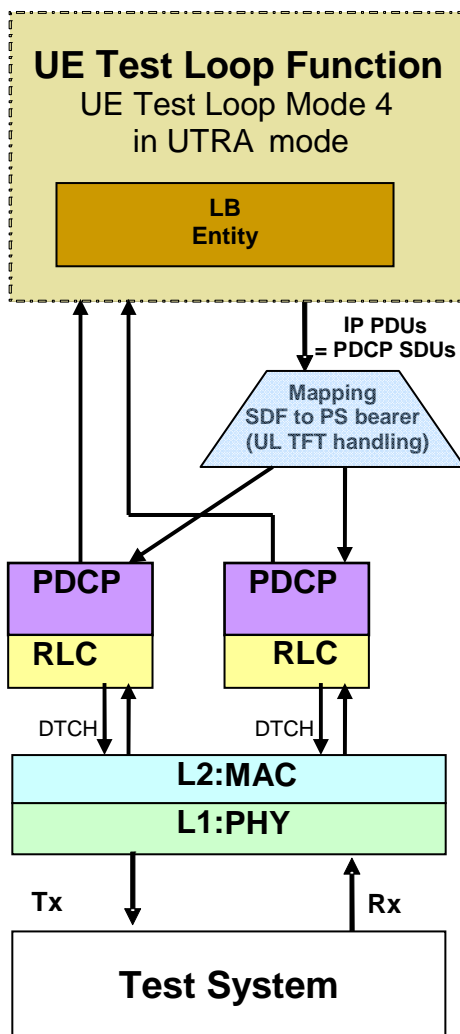 UE Test Loop Function
UE Test Loop Mode 4
in UTRA mode
LB
Entity
IP PDUs
= PDCP SDUs
Mapping
SDF to PS bearer
(UL TFT handling)
PDCP
PDCP
RLC
RLC
DTCH
DTCH
L2:MAC
L1:PHY
Tx
Rx
Test System